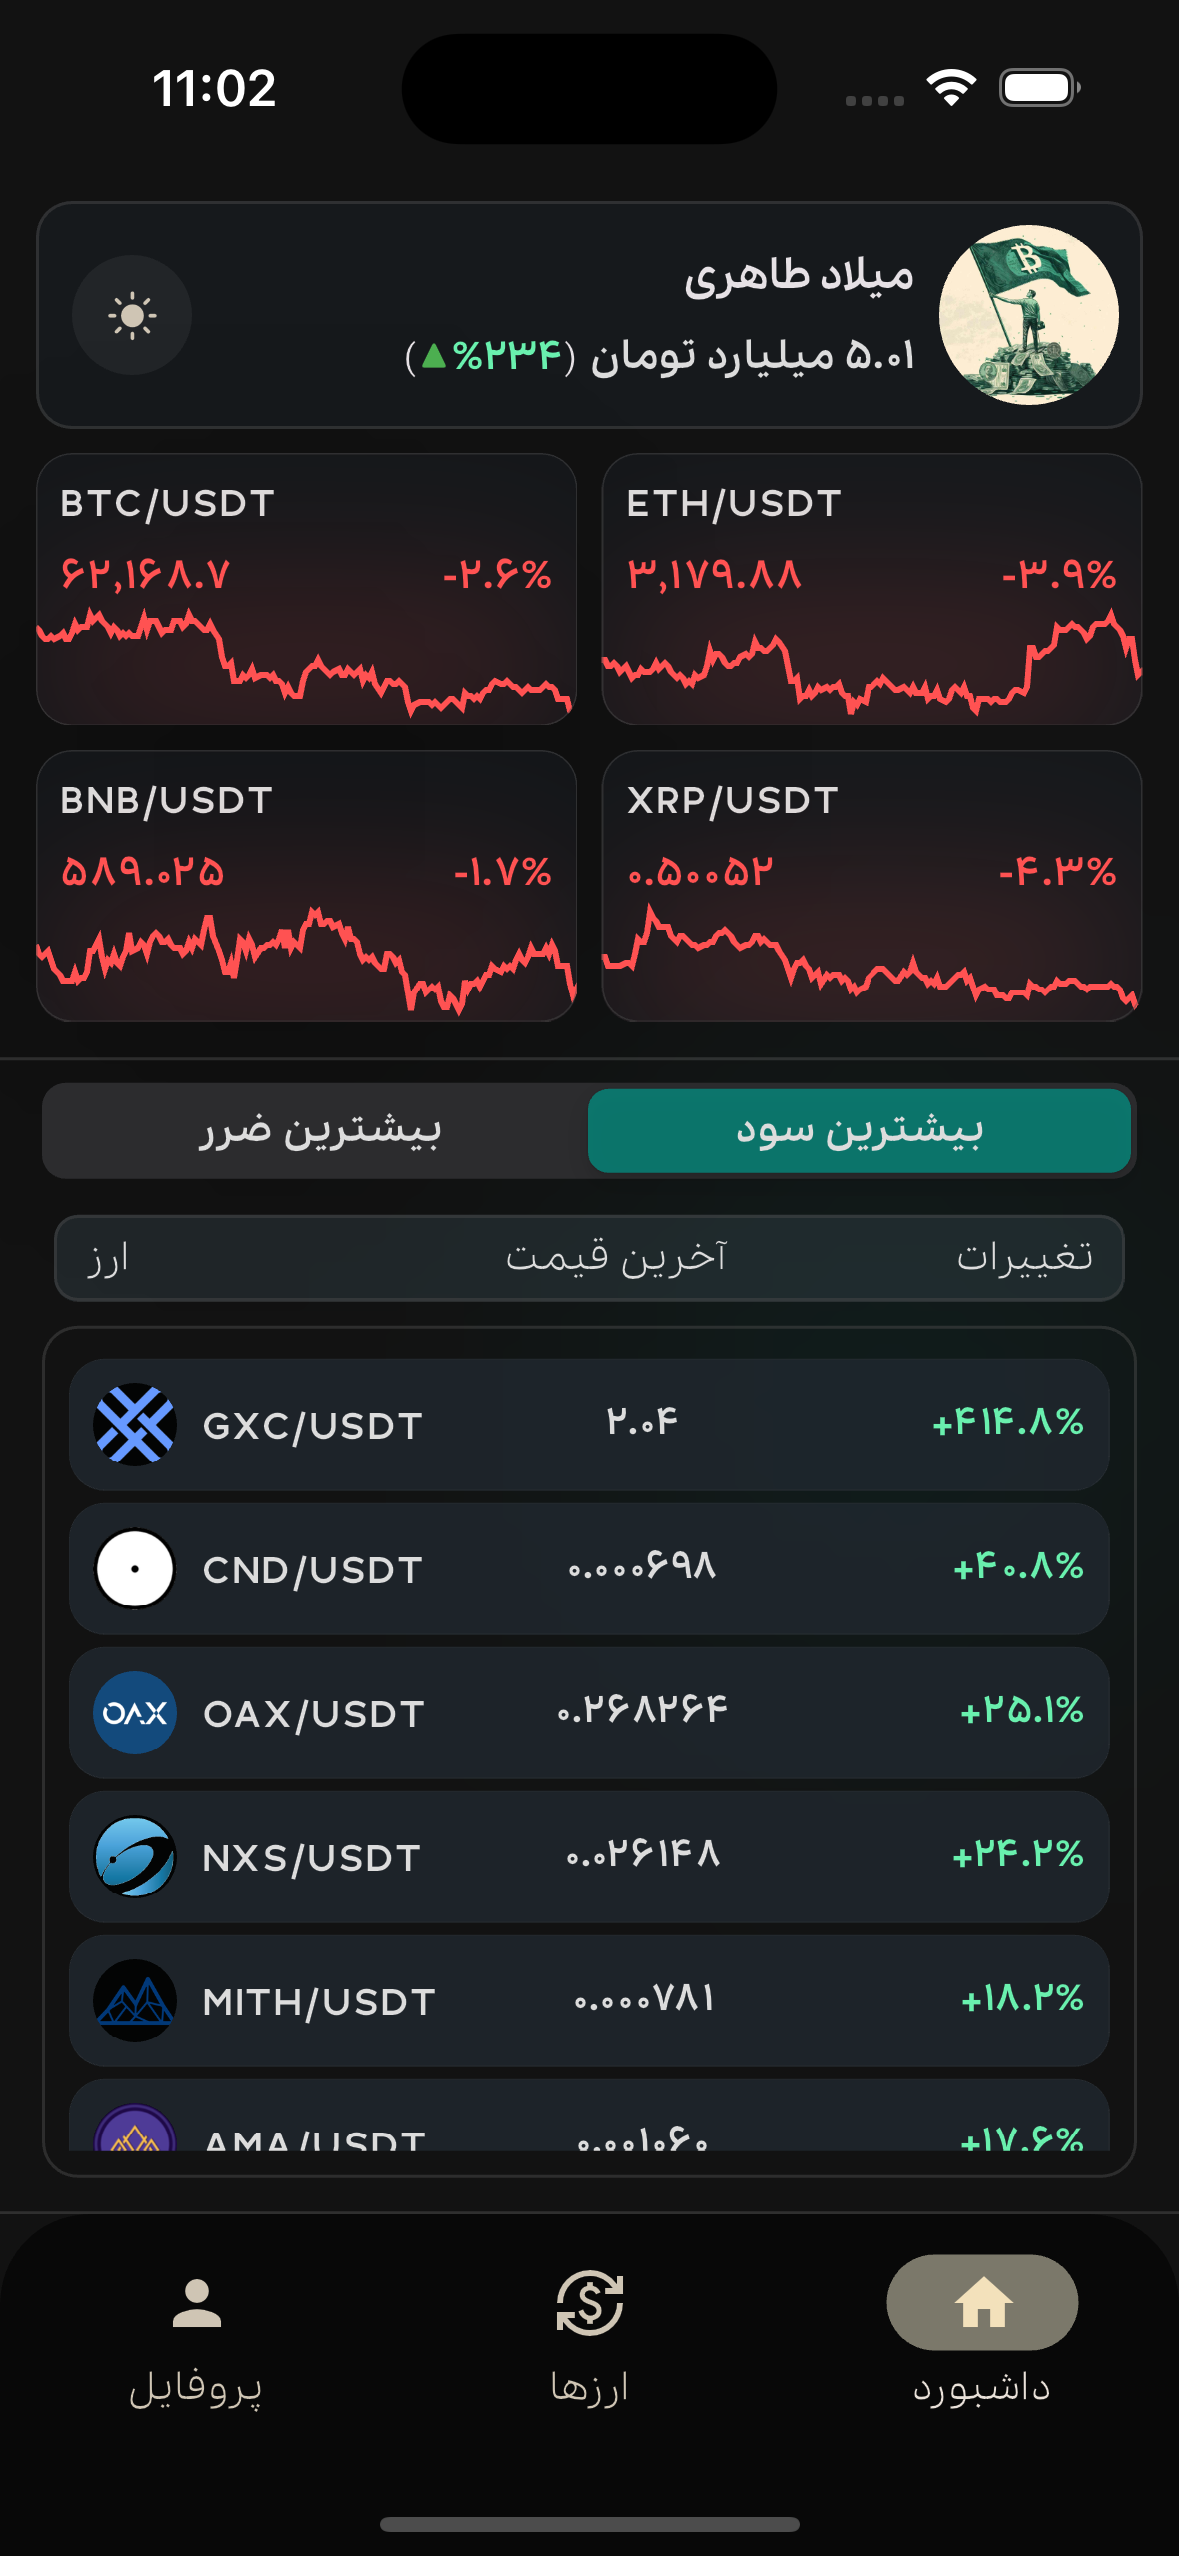 11:02
میلاد طاهری
۵.۰۱ میلیارد تومان (%۲۳۴▲)
BTC/USDT
۶۲,۱۶۸.۷ -۲.۶%
ETH/USDT
۳,۱۷۹.۸۸ -۳.۹%
BNB/USDT
۵۸۹.۰۲۵ -۱.۷%
XRP/USDT
۰.۵۰۰۵۲ -۴.۳%
بیشترین سود
بیشترین ضرر
تغییرات
آخرین قیمت
ارز
GXC/USDT ۲.۰۴ +۴۱۴.۸%
CND/USDT ۰.۰۰۰۶۹۸ +۴۰.۸%
OAX/USDT ۰.۲۶۸۲۶۴ +۲۵.۱%
NXS/USDT ۰.۰۲۶۱۴۸ +۲۴.۲%
MITH/USDT ۰.۰۰۰۷۸۱ +۱۸.۲%
AMA/USDT ۰.۰۰۱۰۶۰ +۱۷.۶%
داشبورد
ارزها
پروفایل